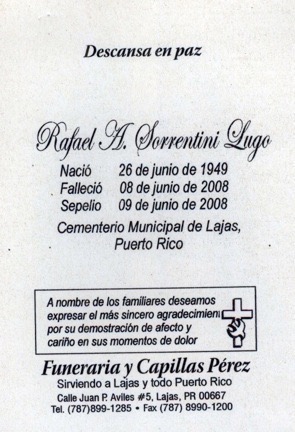 Descansa en paz
Rafael A. Sorrentini Lugo
Nació 26 de junio de 1949
Falleció 08 de junio de 2008
Sepelio 09 de junio de 2008
Cementerio Municipal de Lajas,
Puerto Rico
A nombre de los familiares deseamos
expresar el más sincero agradecimien
por su demostración de afecto y
cariño en sus momentos de dolor
Funeraria y Capillas Pérez
Sirviendo a Lajas y todo Puerto Rico
Calle Juan P. Aviles #5, Lajas, PR 00667
Tel. (787)899-1285 • Fax (787) 8990-1200